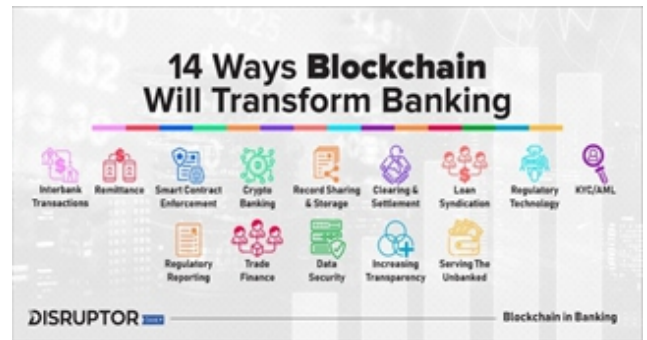 14 Ways Blockchain
Will Transform Banking
Interbank
Transactions
Remittance
Smart Contract
Enforcement
Crypto
Banking
Record Sharing
& Storage
Clearing &
Settlement
Loan
Syndication
Regulatory
Technology
KYC/AML
Regulatory
Reporting
Trade
Finance
Data
Security
Increasing
Transparency
Serving The
Unbanked
DISRUPTOR
Blockchain in Banking